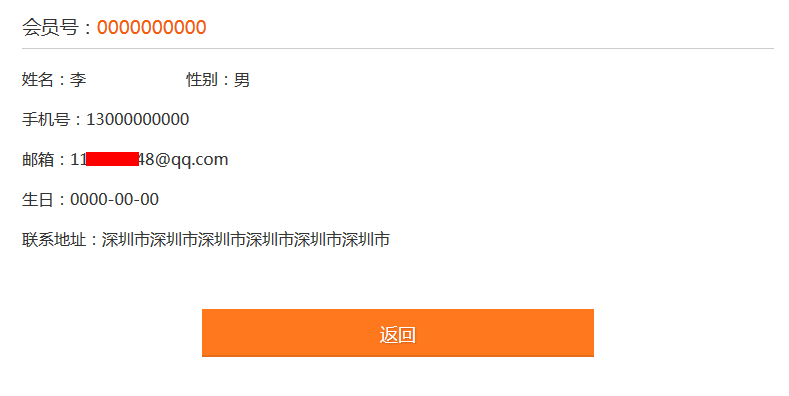 会员号：0000000000
姓名：李 性别：男
手机号：13000000000
邮箱：11 48@qq.com
生日：0000-00-00
联系地址：深圳市深圳市深圳市深圳市深圳市深圳市
返回